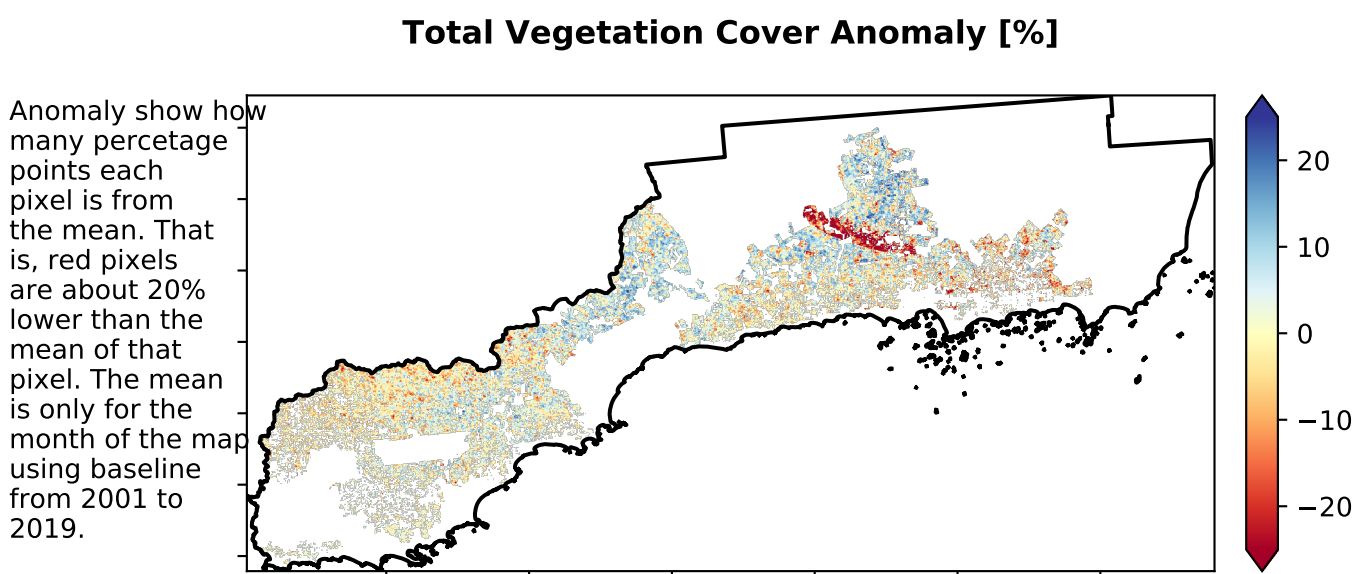 Total Vegetation Cover Anomaly [%]
Anomaly show how
many percetage
points each
pixel is from
the mean. That
is, red pixels
are about 20%
lower than the
mean of that
pixel. The mean
is only for the
month of the map
using baseline
from 2001 to
2019.
20
10
0
−10
−20